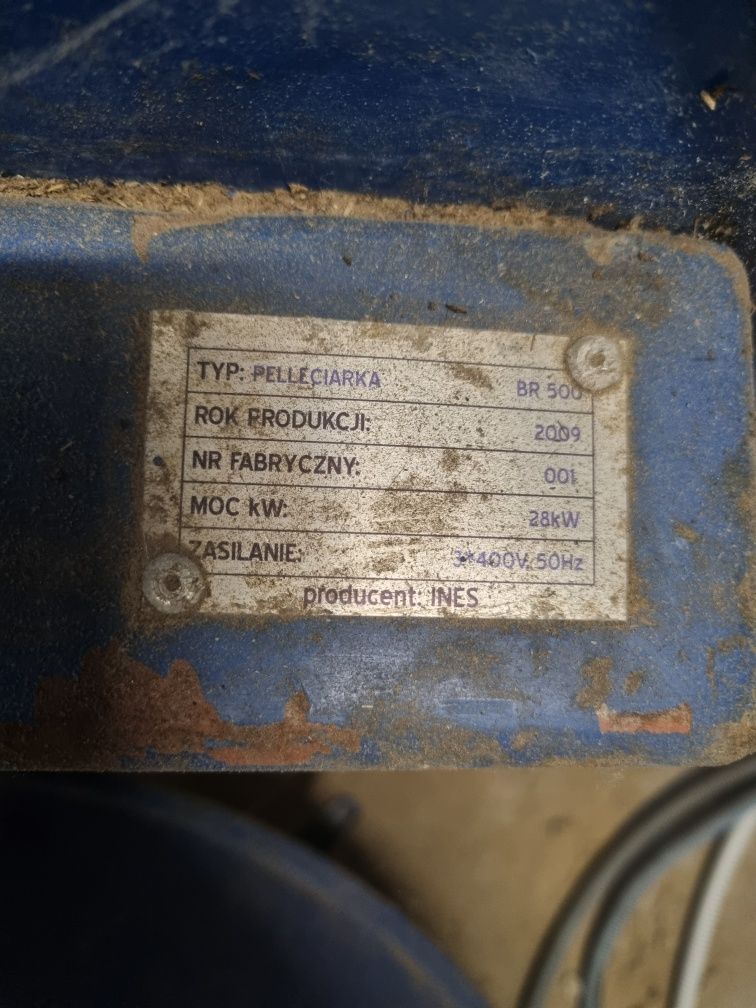 TYP: PELLECIARKA BR 500
ROK PRODUKCJI: 2009
NR FABRYCZNY: 001
MOC kW: 28kW
ZASILANIE: 3*400V, 50Hz
producent: INES